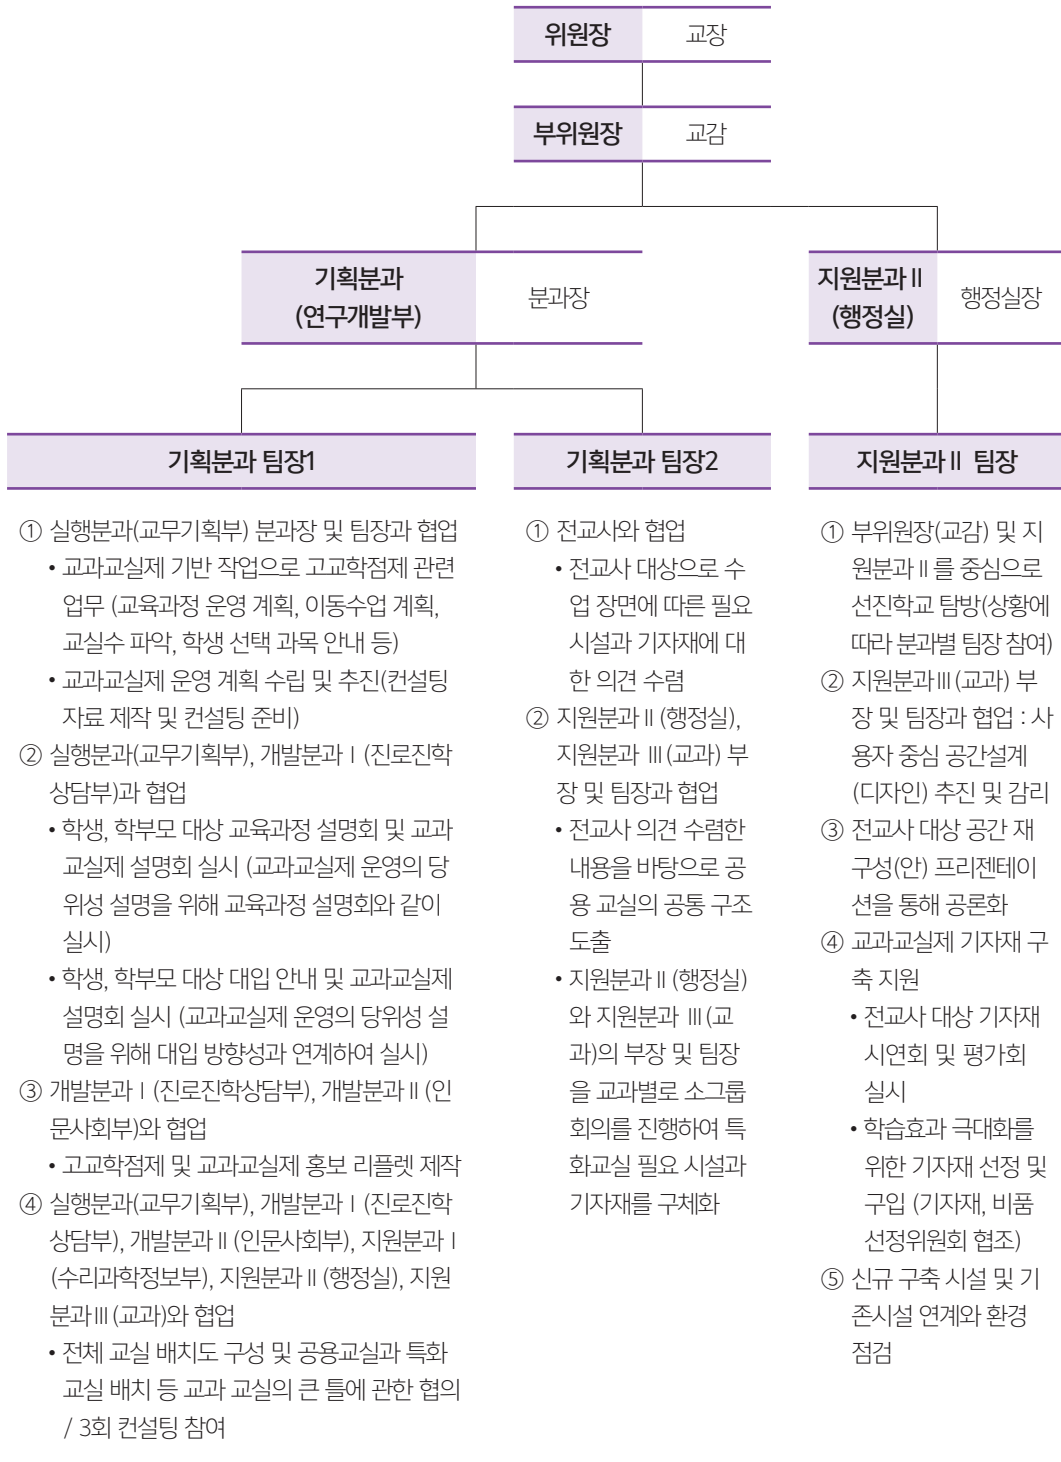 위원장 교장
부위원장 교감
기획분과
(연구개발부)
분과장
지원분과Ⅱ
(행정실)
행정실장
기획분과 팀장1
① 실행분과(교무기획부) 분과장 및 팀장과 협업
• 교과교실제 기반 작업으로 고교학점제 관련
업무 (교육과정 운영 계획, 이동수업 계획,
교실수 파악, 학생 선택 과목 안내 등)
• 교과교실제 운영 계획 수립 및 추진(컨설팅
자료 제작 및 컨설팅 준비)
② 실행분과(교무기획부), 개발분과Ⅰ(진로진학
상담부)과 협업
• 학생, 학부모 대상 교육과정 설명회 및 교과
교실제 설명회 실시 (교과교실제 운영의 당
위성 설명을 위해 교육과정 설명회와 같이
실시)
• 학생, 학부모 대상 대입 안내 및 교과교실제
설명회 실시 (교과교실제 운영의 당위성 설
명을 위해 대입 방향성과 연계하여 실시)
③ 개발분과Ⅰ(진로진학상담부), 개발분과Ⅱ(인
문사회부)와 협업
• 고교학점제 및 교과교실제 홍보 리플렛 제작
④ 실행분과(교무기획부), 개발분과Ⅰ(진로진학
상담부), 개발분과Ⅱ(인문사회부), 지원분과Ⅰ
(수리과학정보부), 지원분과Ⅱ(행정실), 지원
분과Ⅲ(교과)와 협업
• 전체 교실 배치도 구성 및 공용교실과 특화
교실 배치 등 교과 교실의 큰 틀에 관한 협의
/ 3회 컨설팅 참여
기획분과 팀장2
① 전교사와 협업
• 전교사 대상으로 수
업 장면에 따른 필요
시설과 기자재에 대
한 의견 수렴
② 지원분과Ⅱ(행정실),
지원분과 Ⅲ(교과) 부
장 및 팀장과 협업
• 전교사 의견 수렴한
내용을 바탕으로 공
용 교실의 공통 구조
도출
• 지원분과Ⅱ(행정실)
와 지원분과 Ⅲ(교
과)의 부장 및 팀장
을 교과별로 소그룹
회의를 진행하여 특
화교실 필요 시설과
기자재를 구체화
지원분과Ⅱ 팀장
① 부위원장(교감) 및 지
원분과Ⅱ를 중심으로
선진학교 탐방(상황에
따라 분과별 팀장 참여)
② 지원분과Ⅲ(교과) 부
장 및 팀장과 협업 : 사
용자 중심 공간설계
(디자인) 추진 및 감리
③ 전교사 대상 공간 재
구성(안) 프리젠테이
션을 통해 공론화
④ 교과교실제 기자재 구
축 지원
• 전교사 대상 기자재
시연회 및 평가회
실시
• 학습효과 극대화를
위한 기자재 선정 및
구입 (기자재, 비품
선정위원회 협조)
⑤ 신규 구축 시설 및 기
존시설 연계와 환경
점검